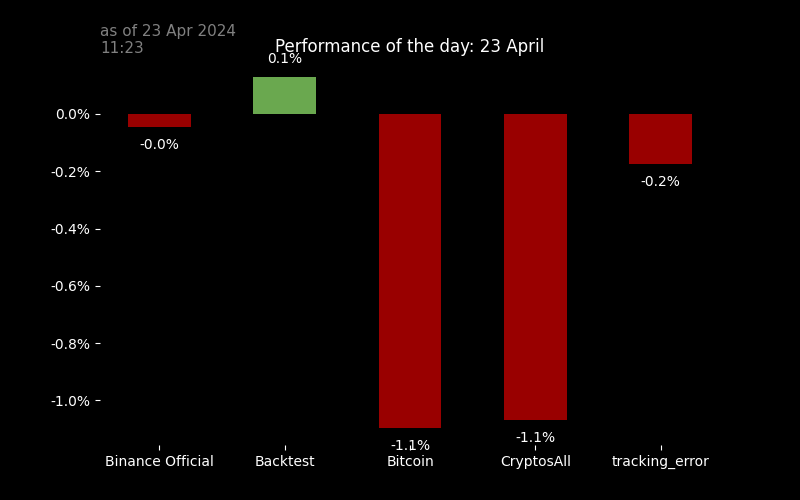 as of 23 Apr 2024
11:23
Performance of the day: 23 April
0.1%
0.0%
-0.0%
-0.2%
-0.2%
-0.4%
-0.6%
-0.8%
-1.0%
-1.1%
-1.1%
Binance Official
Backtest
Bitcoin
CryptosAll
tracking_error